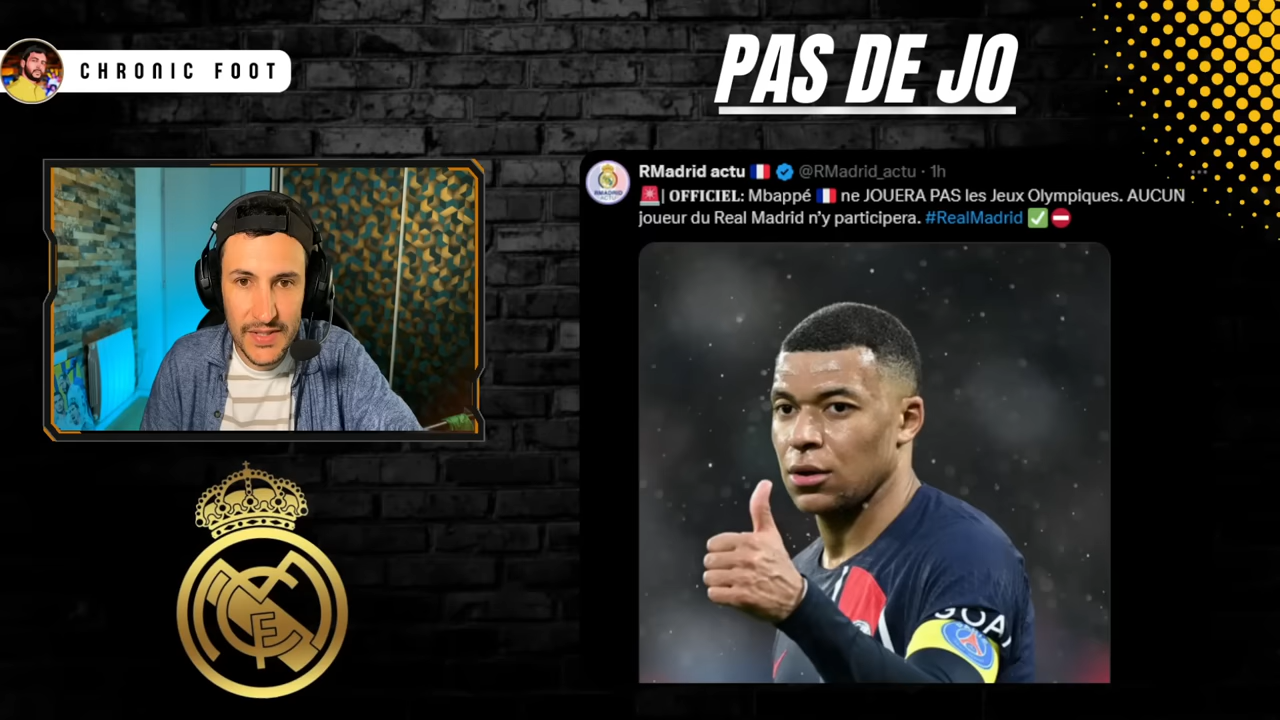 CHRONIC FOOT
PAS DE JO
RMadrid actu 🇫🇷 @RMadrid_actu · 1h
🚨| 𝐎𝐅𝐅𝐈𝐂𝐈𝐄𝐋: Mbappé 🇫🇷 ne JOUERA PAS les Jeux Olympiques. AUCUN
joueur du Real Madrid n'y participera. #RealMadrid ✅⛔
GOAL